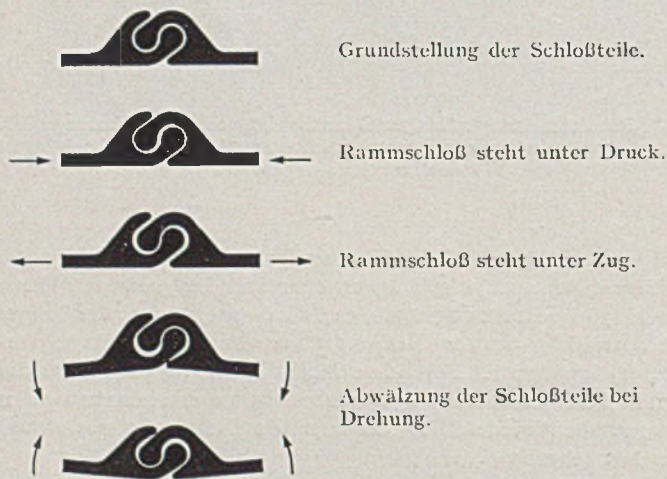 Grundstellung der Schloßteile.
Rammschloß steht unter Druck.
Rammschloß steht unter Zug.
Abwälzung der Schloßteile bei
Drehung.